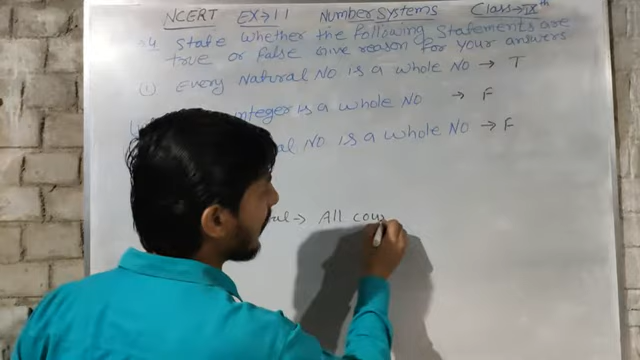 NCERT EX→1.1 Number Systems Class→IXth
4 State whether the following Statements are
true or false Give reason for your answers
(i) Every Natural NO is a whole NO → T
integer is a whole NO → F
NO is a whole NO → F
→ All cou